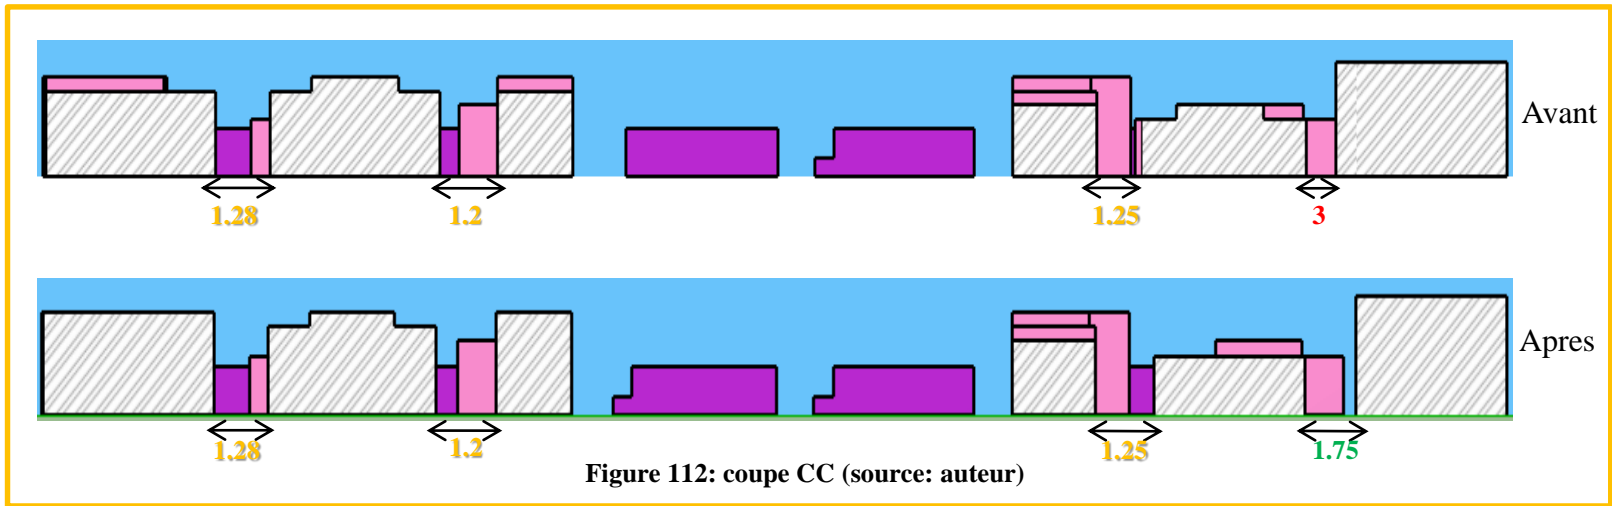 Avant
1.28 1.2 1.25 3
Apres
1.28 1.2 1.25 1.75
Figure 112: coupe CC (source: auteur)